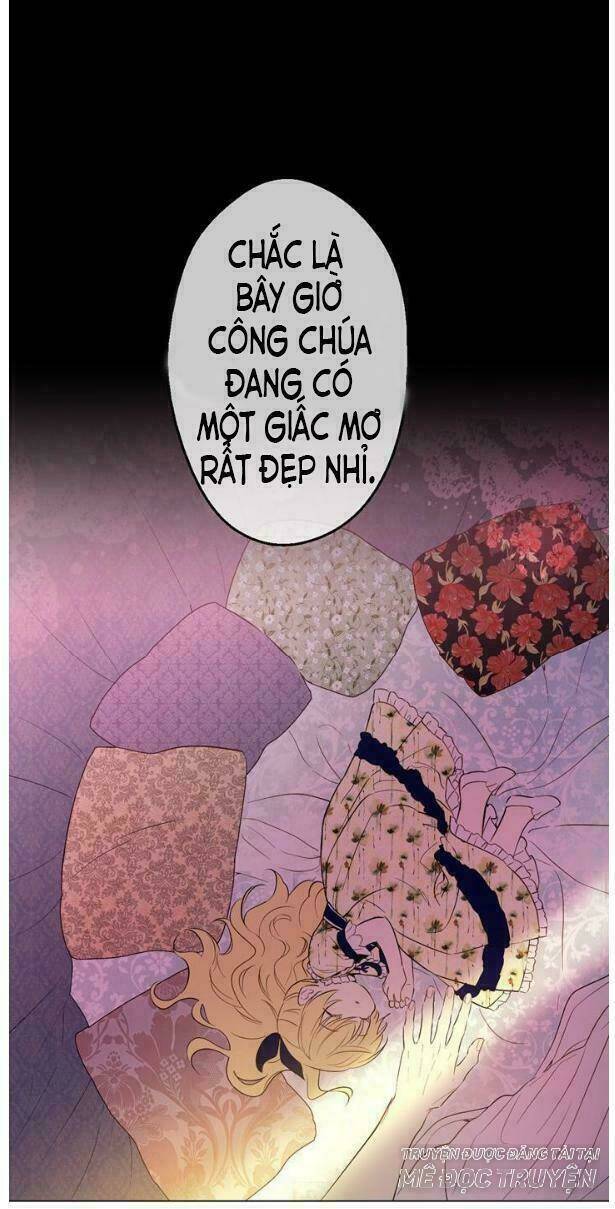 CHẮC LÀ
BÂY GIỜ
CÔNG CHÚA
ĐANG CÓ
MỘT GIẤC MƠ
RẤT ĐẸP NHỈ.
TRUYỆN ĐƯỢC ĐĂNG TẢI TẠI
MÊ ĐỌC TRUYỆN